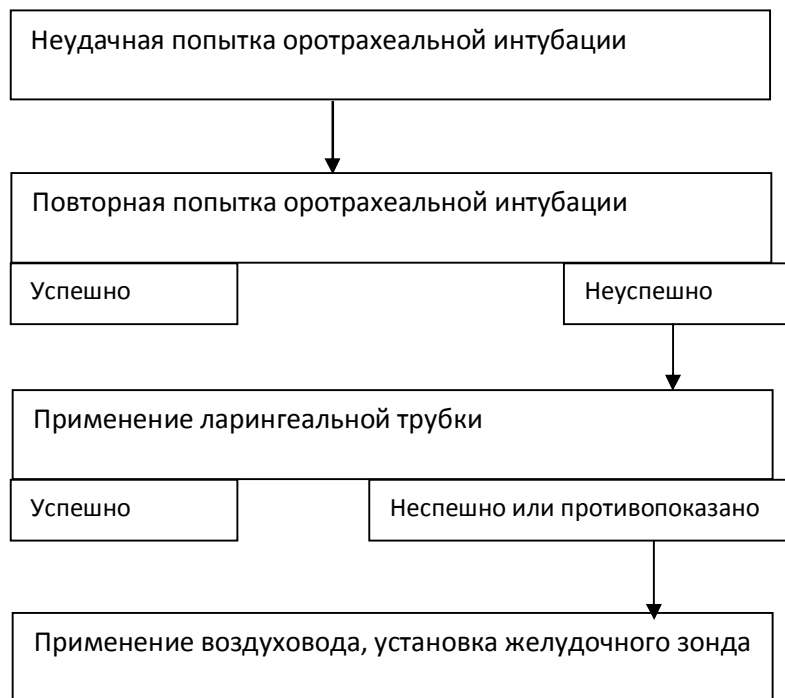 Неудачная попытка оротрахеальной интубации
Повторная попытка оротрахеальной интубации
Успешно
Неуспешно
Применение ларингеальной трубки
Успешно
Неспешно или противопоказано
Применение воздуховода, установка желудочного зонда